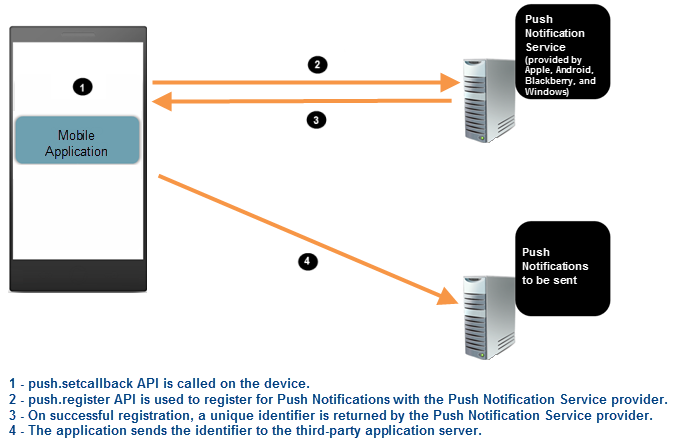 Push
Notification
Service
(provided by
Apple, Android,
Blackberry, and
Windows)
2
1
3
Mobile
Application
4
Push
Notifications
to be sent
1 - push.setcallback API is called on the device.
2 - push.register API is used to register for Push Notifications with the Push Notification Service provider.
3 - On successful registration, a unique identifier is returned by the Push Notification Service provider.
4 - The application sends the identifier to the third-party application server.